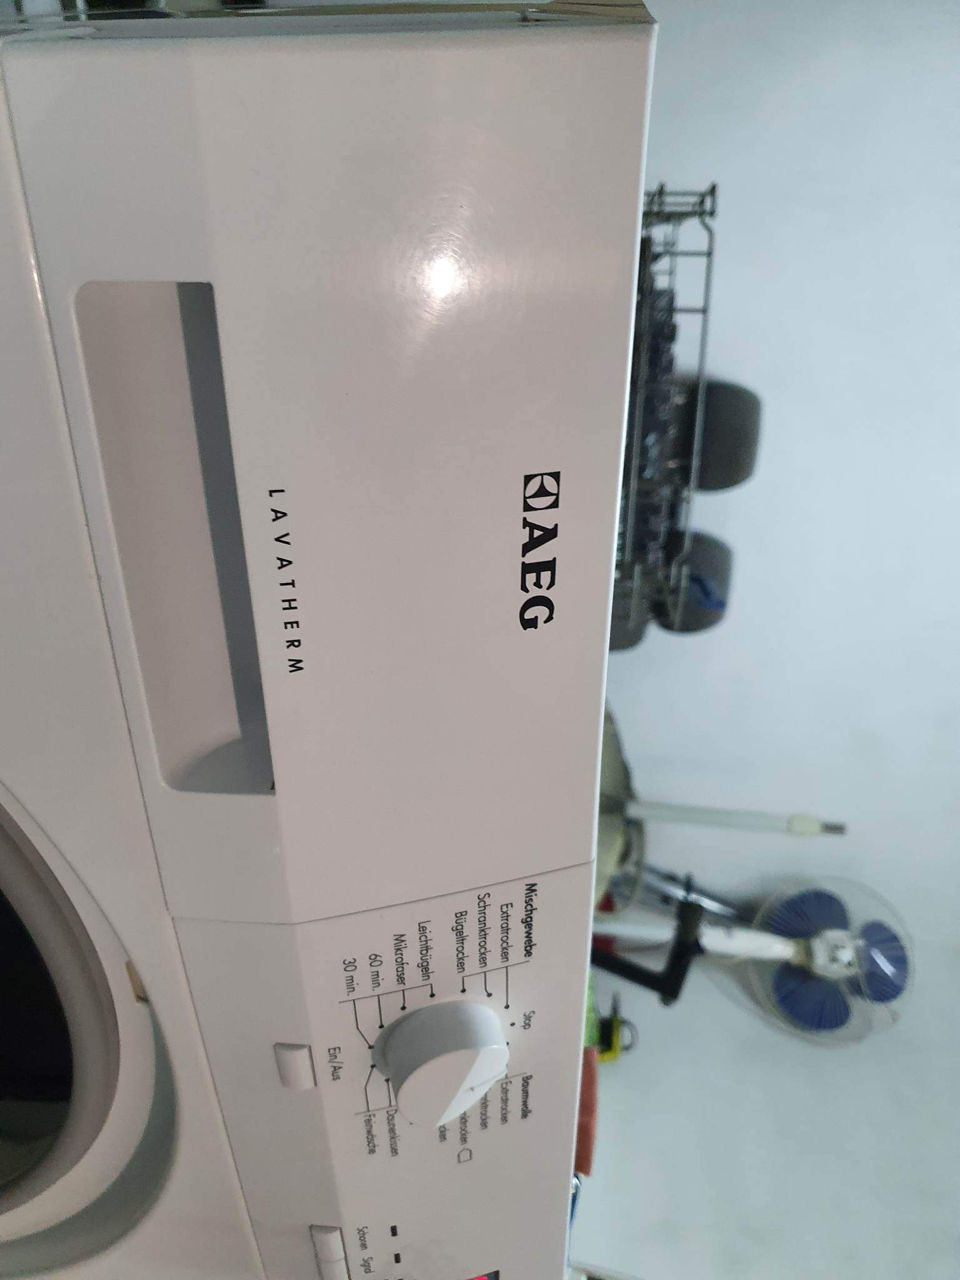 AEG
LAVATHERM
Mischgewebe
Extratrocken
Schranktrocken
Bügeltrocken
Leichtbügeln
Mikrofaser
60 min.
30 min.
Stop
Baumwolle
Extratrocken
Daunenkissen
Feinwäsche
Ein/Aus
Schonen
Signal